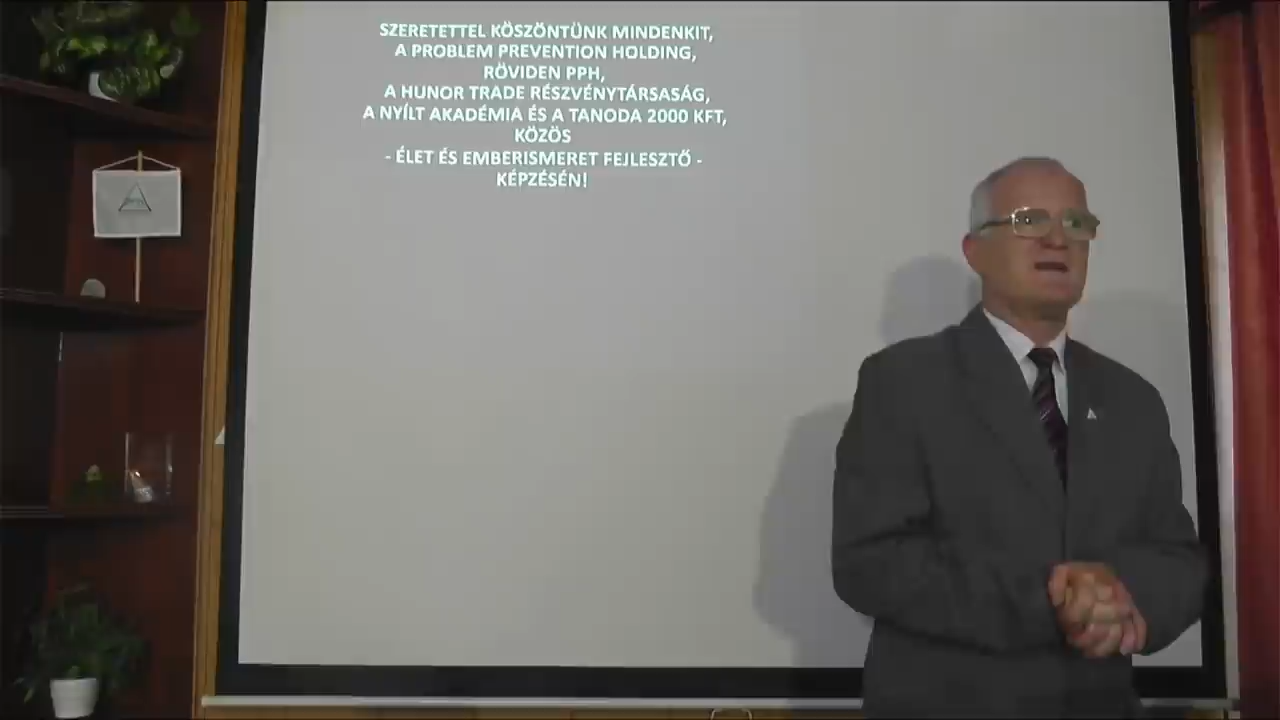 SZERETETTEL KÖSZÖNTÜNK MINDENKIT,
A PROBLEM PREVENTION HOLDING,
RÖVIDEN PPH,
A HUNOR TRADE RÉSZVÉNYTÁRSASÁG,
A NYÍLT AKADÉMIA ÉS A TANODA 2000 KFT,
KÖZÖS
- ÉLET ÉS EMBERISMERET FEJLESZTŐ -
KÉPZÉSÉN!